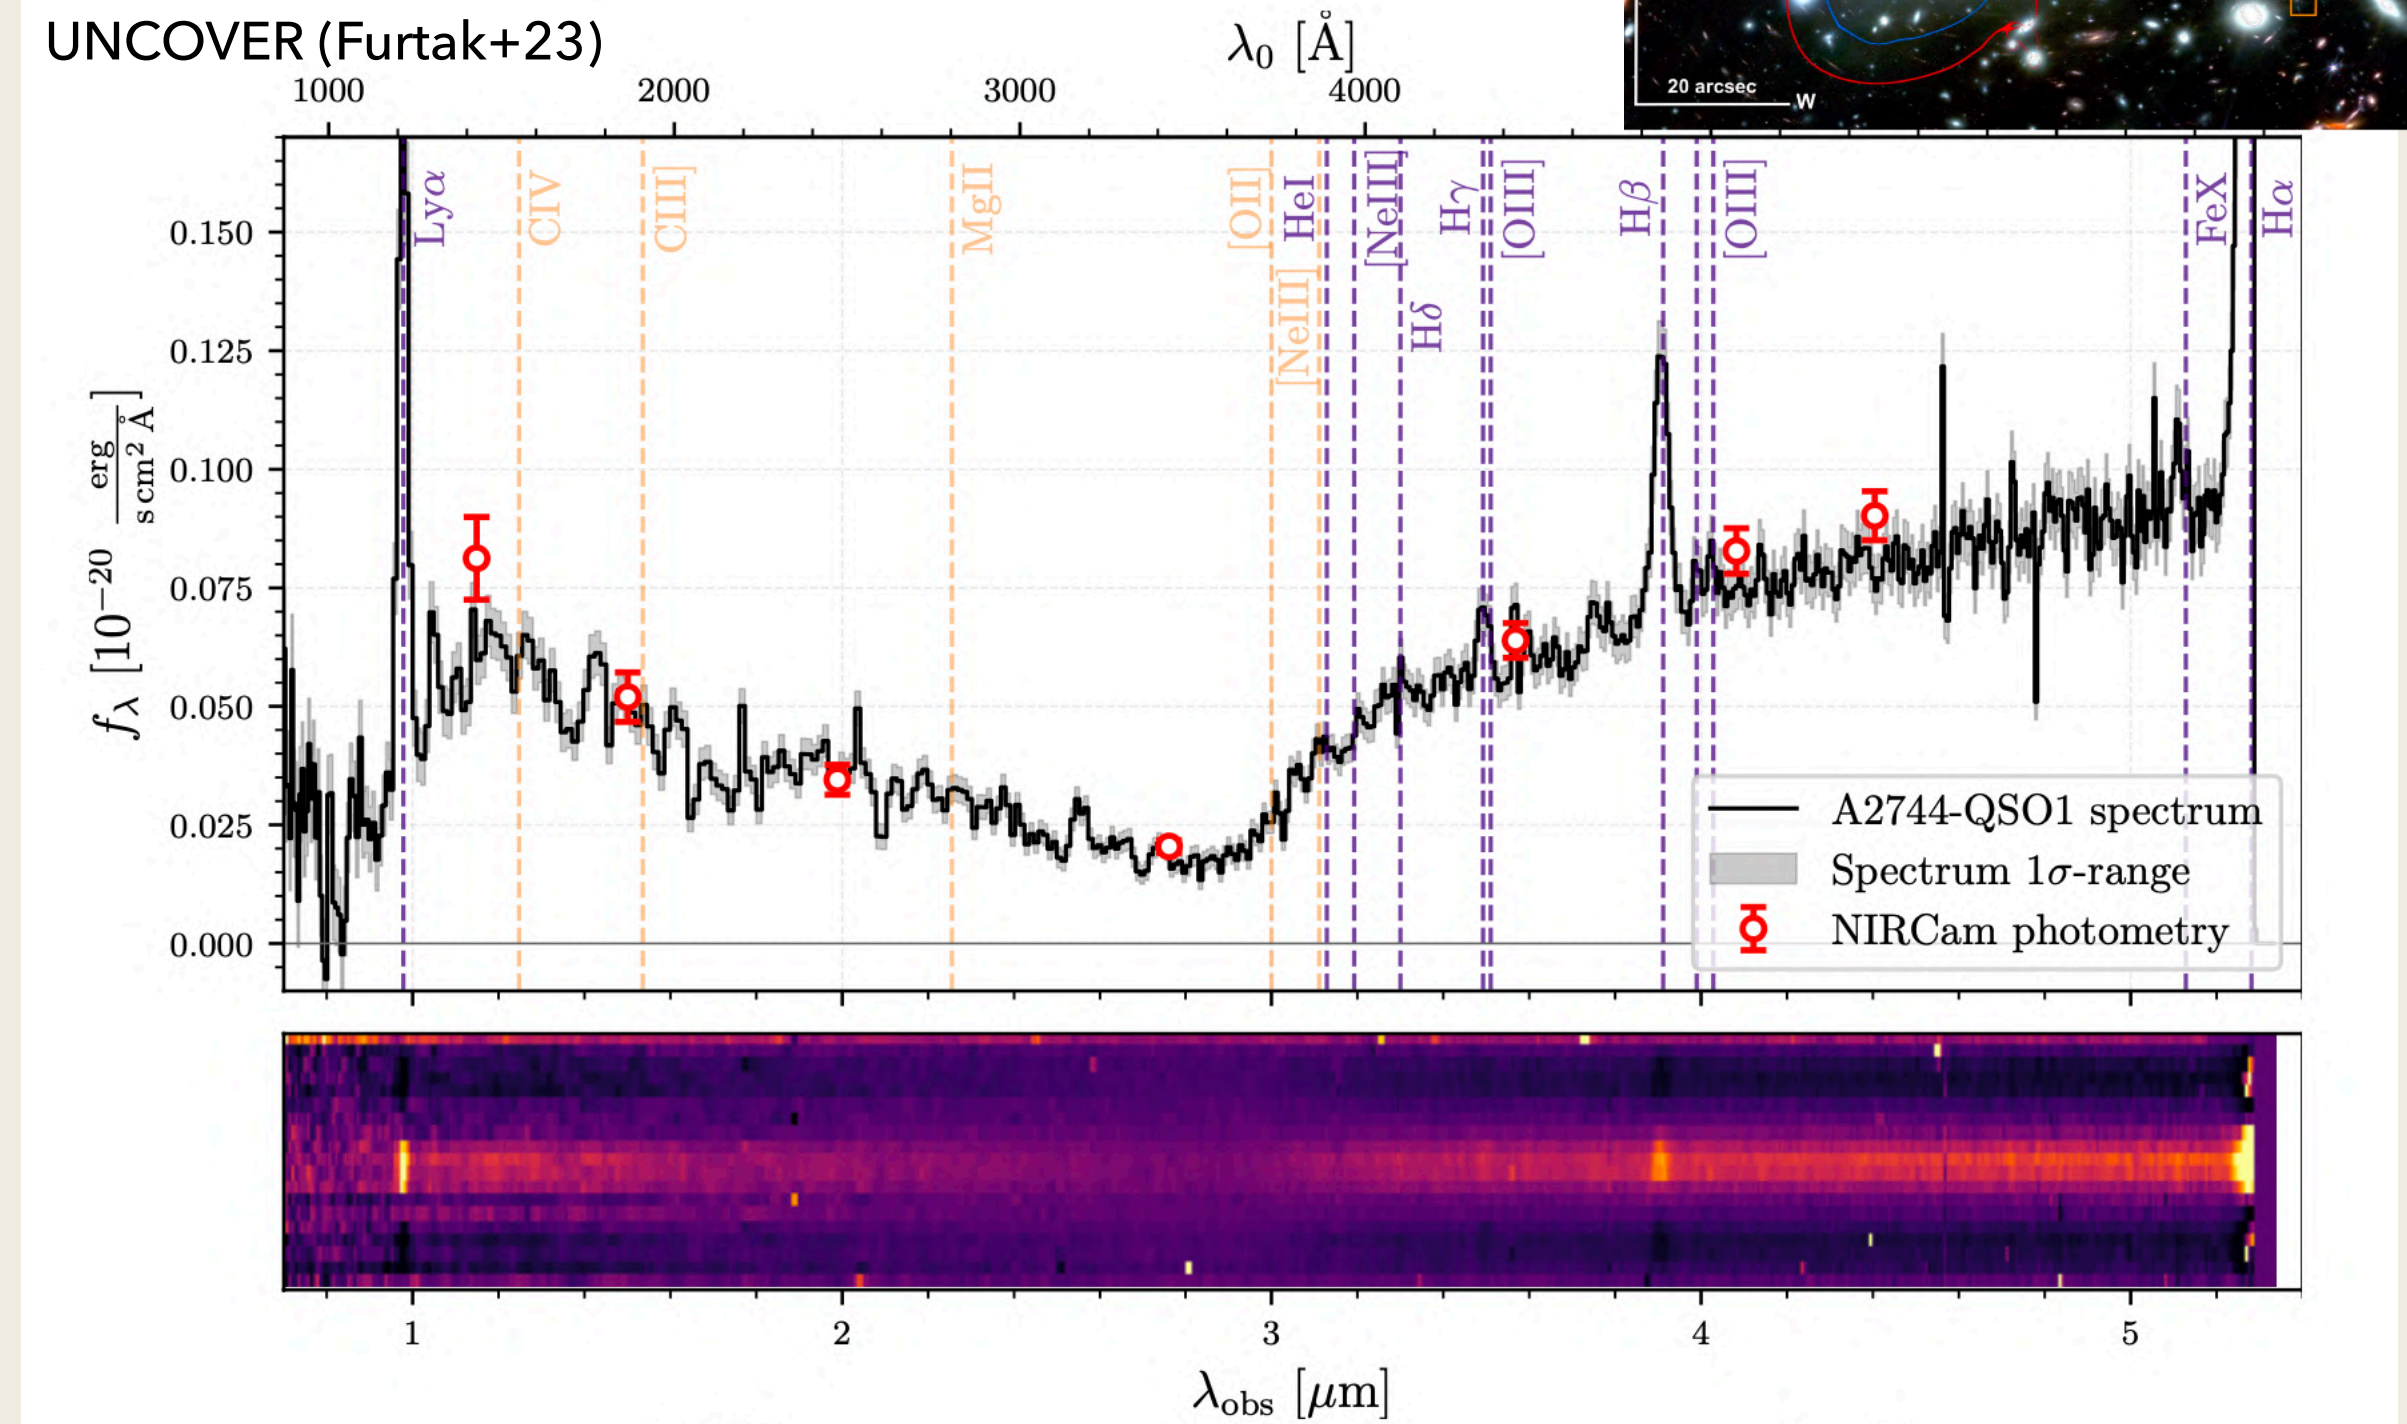 UNCOVER (Furtak+23)
λ₀ [Å]
1000 2000 3000 4000
20 arcsec
W
Lyα
CIV
CIII]
MgII
[OII]
[NeIII]
HeI
[NeIII]
Hδ
Hγ
[OIII]
Hβ
[OIII]
FeX
Hα
f_λ [10⁻²⁰ erg / s cm² Å]
0.150
0.125
0.100
0.075
0.050
0.025
0.000
A2744-QSO1 spectrum
Spectrum 1σ-range
NIRCam photometry
1 2 3 4 5
λ_obs [μm]